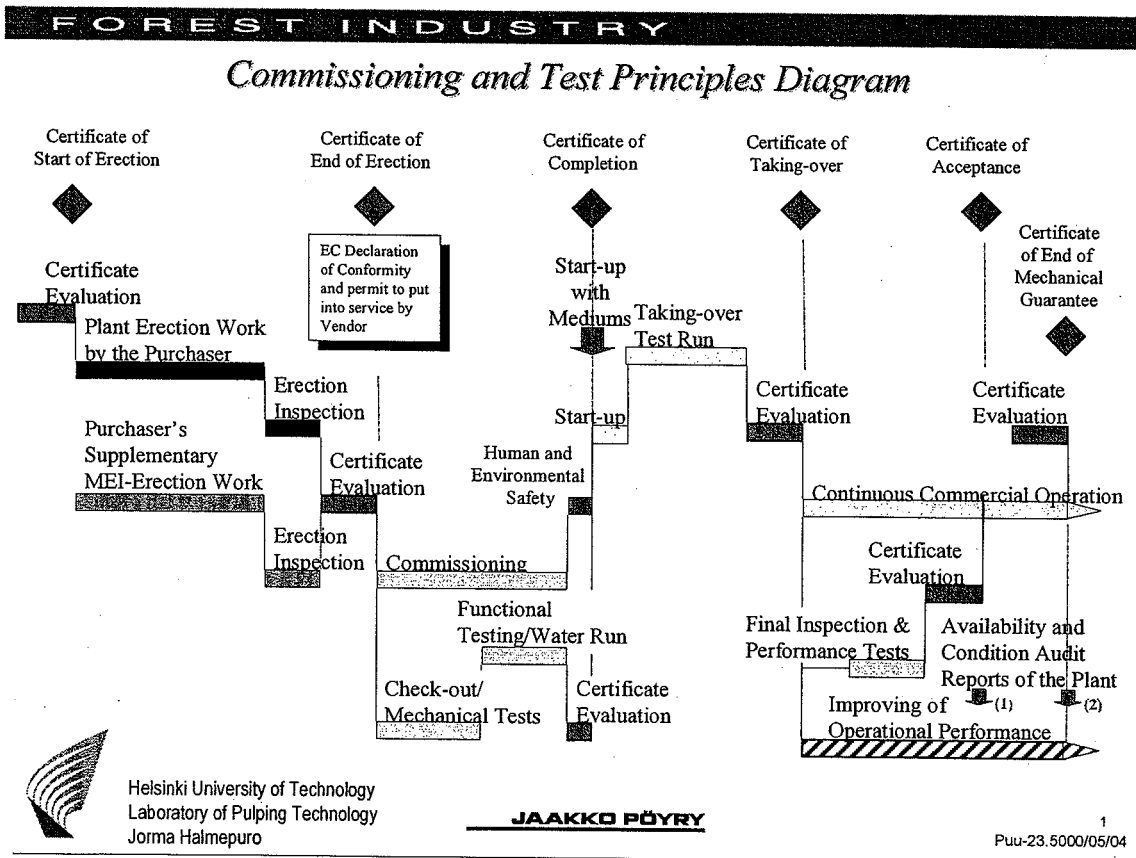 FOREST INDUSTRY
Commissioning and Test Principles Diagram
Certificate of
Start of Erection
Certificate of
End of Erection
Certificate of
Completion
Certificate of
Taking-over
Certificate of
Acceptance
Certificate
of End of
Mechanical
Guarantee
EC Declaration
of Conformity
and permit to put
into service by
Vendor
Certificate
Evaluation
Plant Erection Work
by the Purchaser
Start-up
with
Mediums
Taking-over
Test Run
Erection
Inspection
Start-up
Certificate
Evaluation
Certificate
Evaluation
Purchaser's
Supplementary
MEI-Erection Work
Certificate
Evaluation
Human and
Environmental
Safety
Continuous Commercial Operation
Erection
Inspection
Commissioning
Certificate
Evaluation
Functional
Testing/Water Run
Final Inspection &
Performance Tests
Availability and
Condition Audit
Reports of the Plant
(1)
(2)
Check-out/
Mechanical Tests
Certificate
Evaluation
Improving of
Operational Performance
Helsinki University of Technology
Laboratory of Pulping Technology
Jorma Halmepuro
JAAKKO PÖYRY
1
Puu-23.5000/05/04